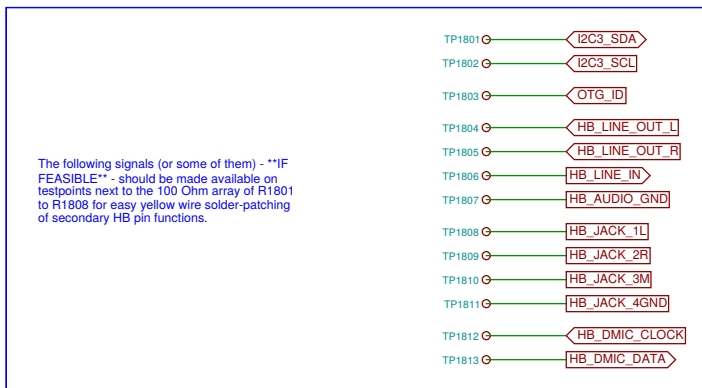 TP1801 I2C3_SDA
TP1802 I2C3_SCL
TP1803 OTG_ID
TP1804 HB_LINE_OUT_L
TP1805 HB_LINE_OUT_R
TP1806 HB_LINE_IN
TP1807 HB_AUDIO_GND
TP1808 HB_JACK_1L
TP1809 HB_JACK_2R
TP1810 HB_JACK_3M
TP1811 HB_JACK_4GND
TP1812 HB_DMIC_CLOCK
TP1813 HB_DMIC_DATA
The following signals (or some of them) - **IF
FEASIBLE** - should be made available on
testpoints next to the 100 Ohm array of R1801
to R1808 for easy yellow wire solder-patching
of secondary HB pin functions.